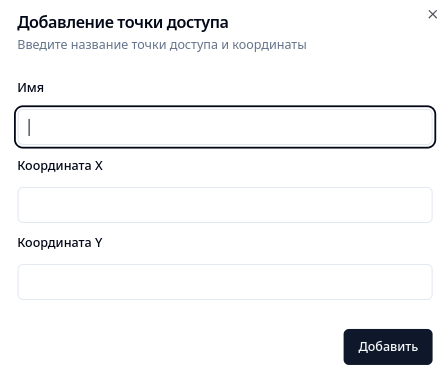 Добавление точки доступа
Введите название точки доступа и координаты
Имя
Координата X
Координата Y
Добавить